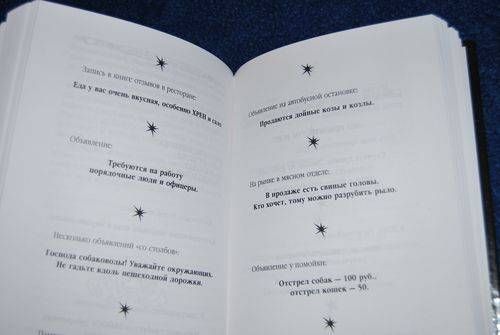 Запись в книге отзывов в ресторане:
Еда у вас очень вкусная, особенно ХРЕН и сало.
Объявление:
Требуются на работу
порядочные люди и офицеры.
Несколько объявлений «со столбов»:
Господа собаководы! Уважайте окружающих.
Не гадьте вдоль пешеходной дорожки.
Объявление на автобусной остановке:
Продаются дойные козы и козлы.
На рынке в мясном отделе:
В продаже есть свиные головы.
Кто хочет, тому можно разрубить рыло.
Объявление у помойки:
Отстрел собак — 100 руб.,
отстрел кошек — 50.